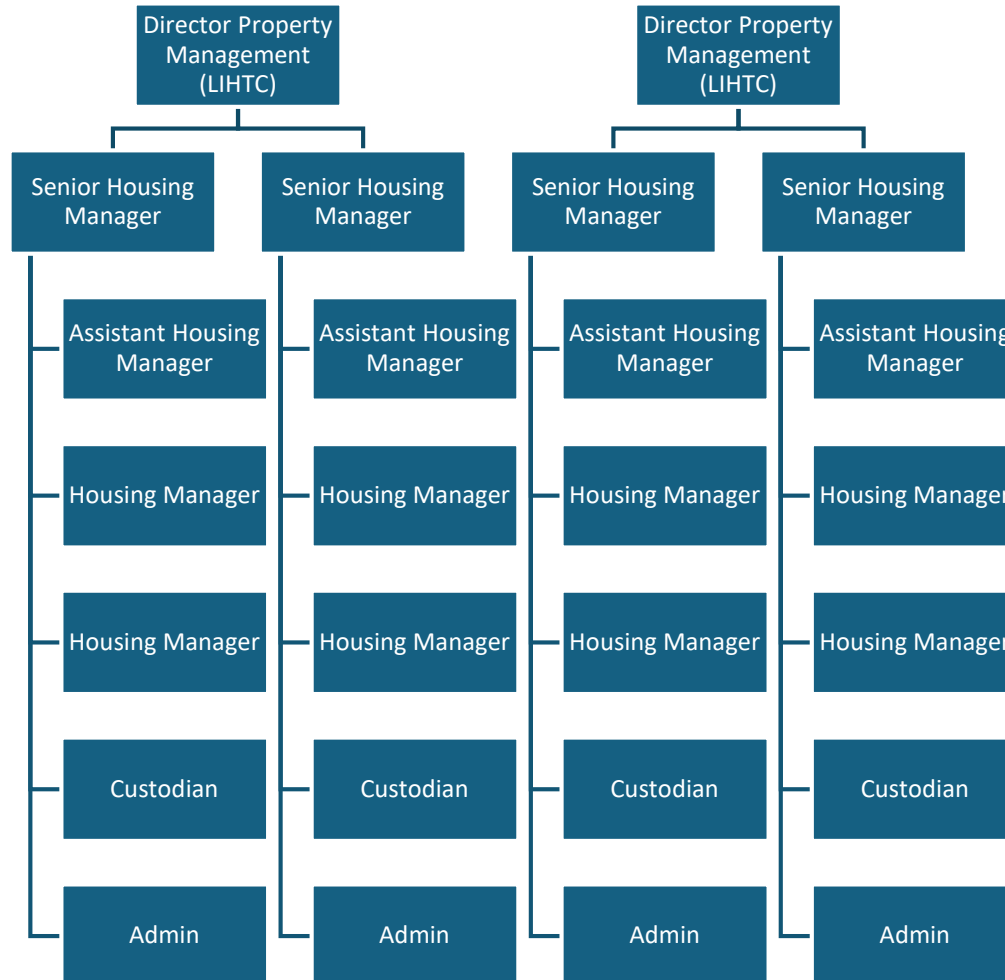 Director Property
Management
(LIHTC)
Director Property
Management
(LIHTC)
Senior Housing
Manager
Senior Housing
Manager
Senior Housing
Manager
Senior Housing
Manager
Assistant Housing
Manager
Assistant Housing
Manager
Assistant Housing
Manager
Assistant Housing
Manager
Housing Manager
Housing Manager
Housing Manager
Housing Manager
Housing Manager
Housing Manager
Housing Manager
Housing Manager
Custodian
Custodian
Custodian
Custodian
Admin
Admin
Admin
Admin